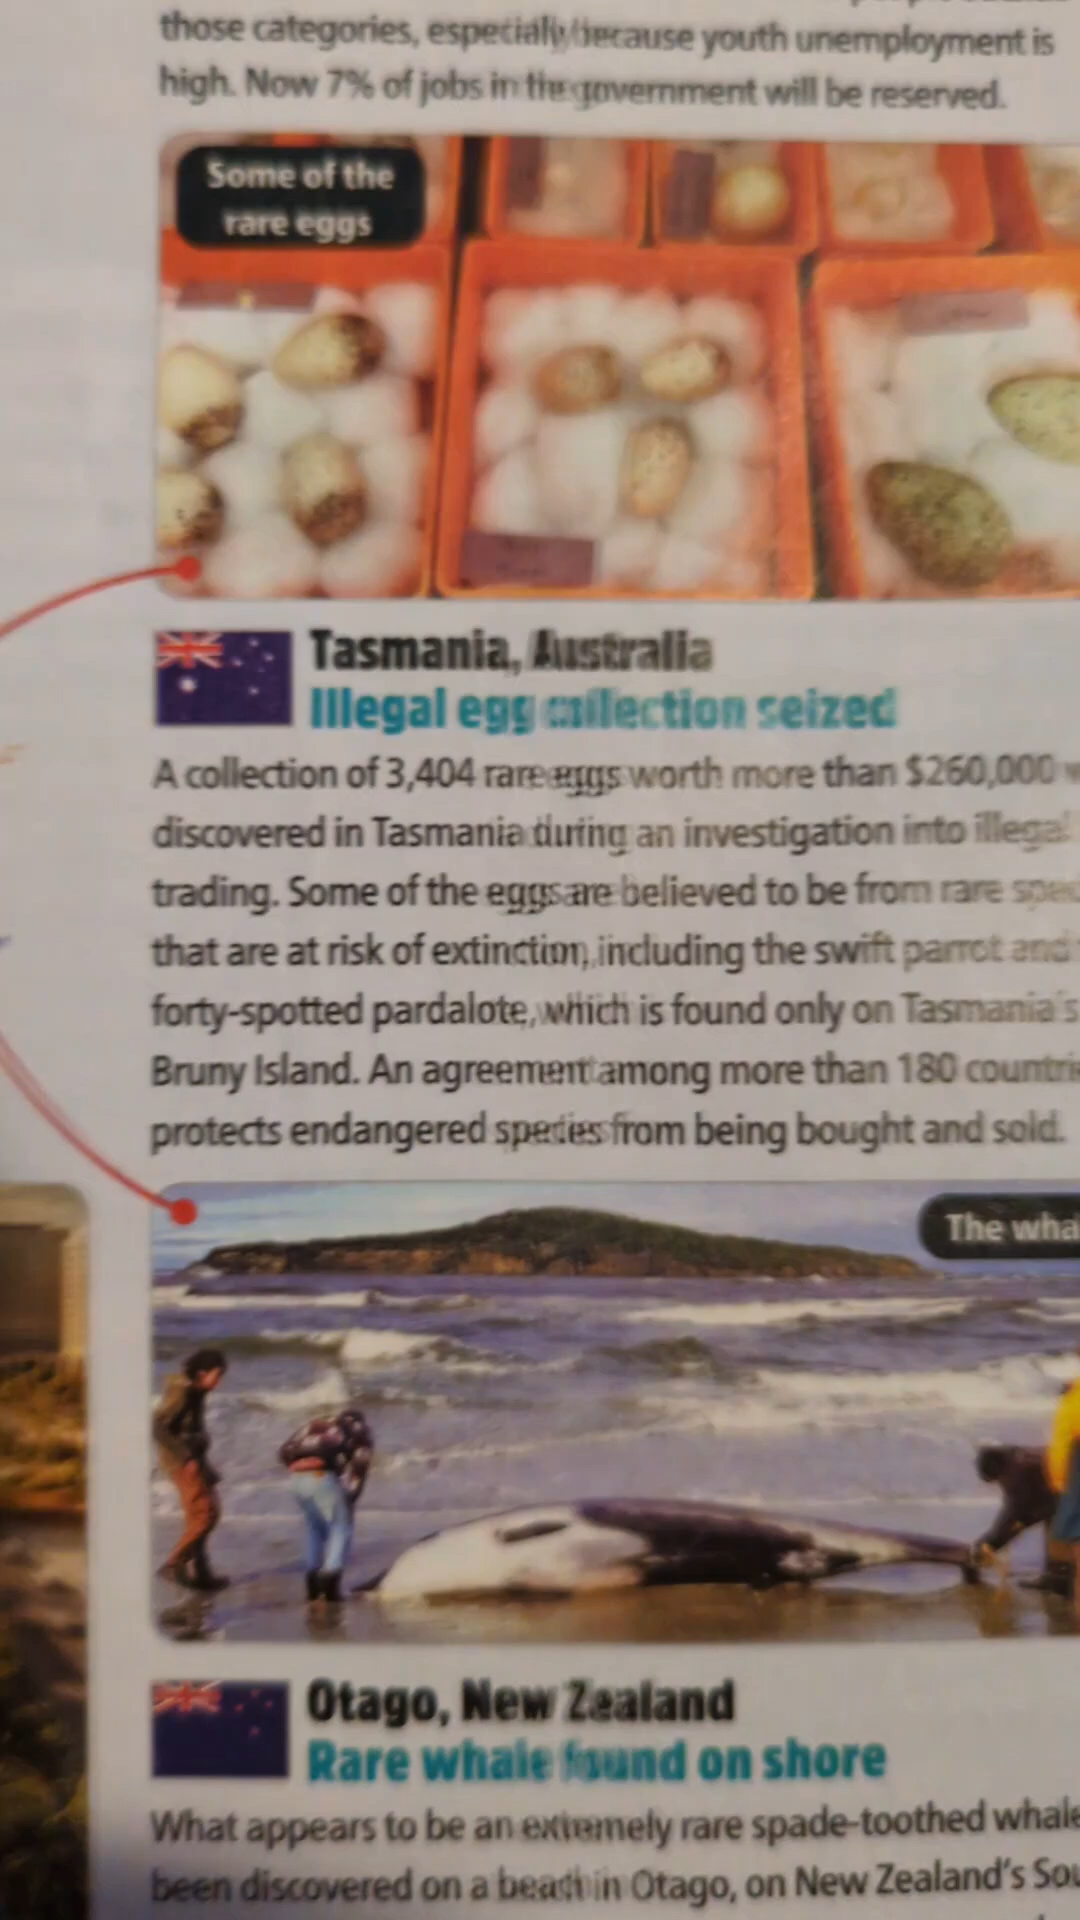 those categories, especially because youth unemployment is
high. Now 7% of jobs in the government will be reserved.
Some of the
rare eggs
Tasmania, Australia
Illegal egg collection seized
A collection of 3,404 rare eggs worth more than $260,000
discovered in Tasmania during an investigation into illegal
trading. Some of the eggs are believed to be from rare
that are at risk of extinction, including the swift parrot and
forty-spotted pardalote, which is found only on Tasmania's
Bruny Island. An agreement among more than 180
protects endangered species from being bought and sold.
The
Otago, New Zealand
Rare whale found on shore
What appears to be an extremely rare spade-toothed whale
been discovered on a beach in Otago, on New Zealand's